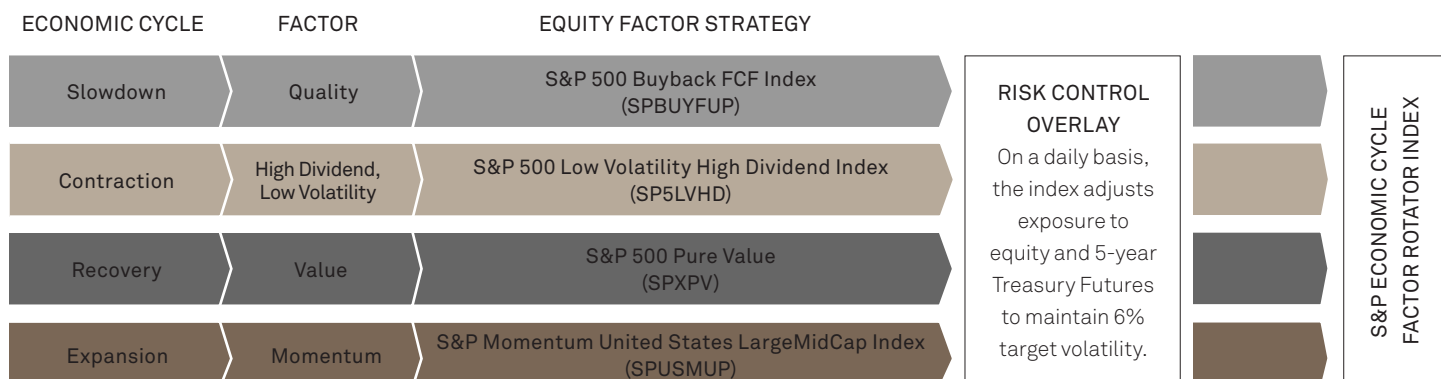 ECONOMIC CYCLE
FACTOR
EQUITY FACTOR STRATEGY
Slowdown
Quality
S&P 500 Buyback FCF Index
(SPBUYFUP)
Contraction
High Dividend,
Low Volatility
S&P 500 Low Volatility High Dividend Index
(SP5LVHD)
Recovery
Value
S&P 500 Pure Value
(SPXPV)
Expansion
Momentum
S&P Momentum United States LargeMidCap Index
(SPUSMUP)
RISK CONTROL
OVERLAY
On a daily basis,
the index adjusts
exposure to
equity and 5-year
Treasury Futures
to maintain 6%
target volatility.
S&P ECONOMIC CYCLE
FACTOR ROTATOR INDEX